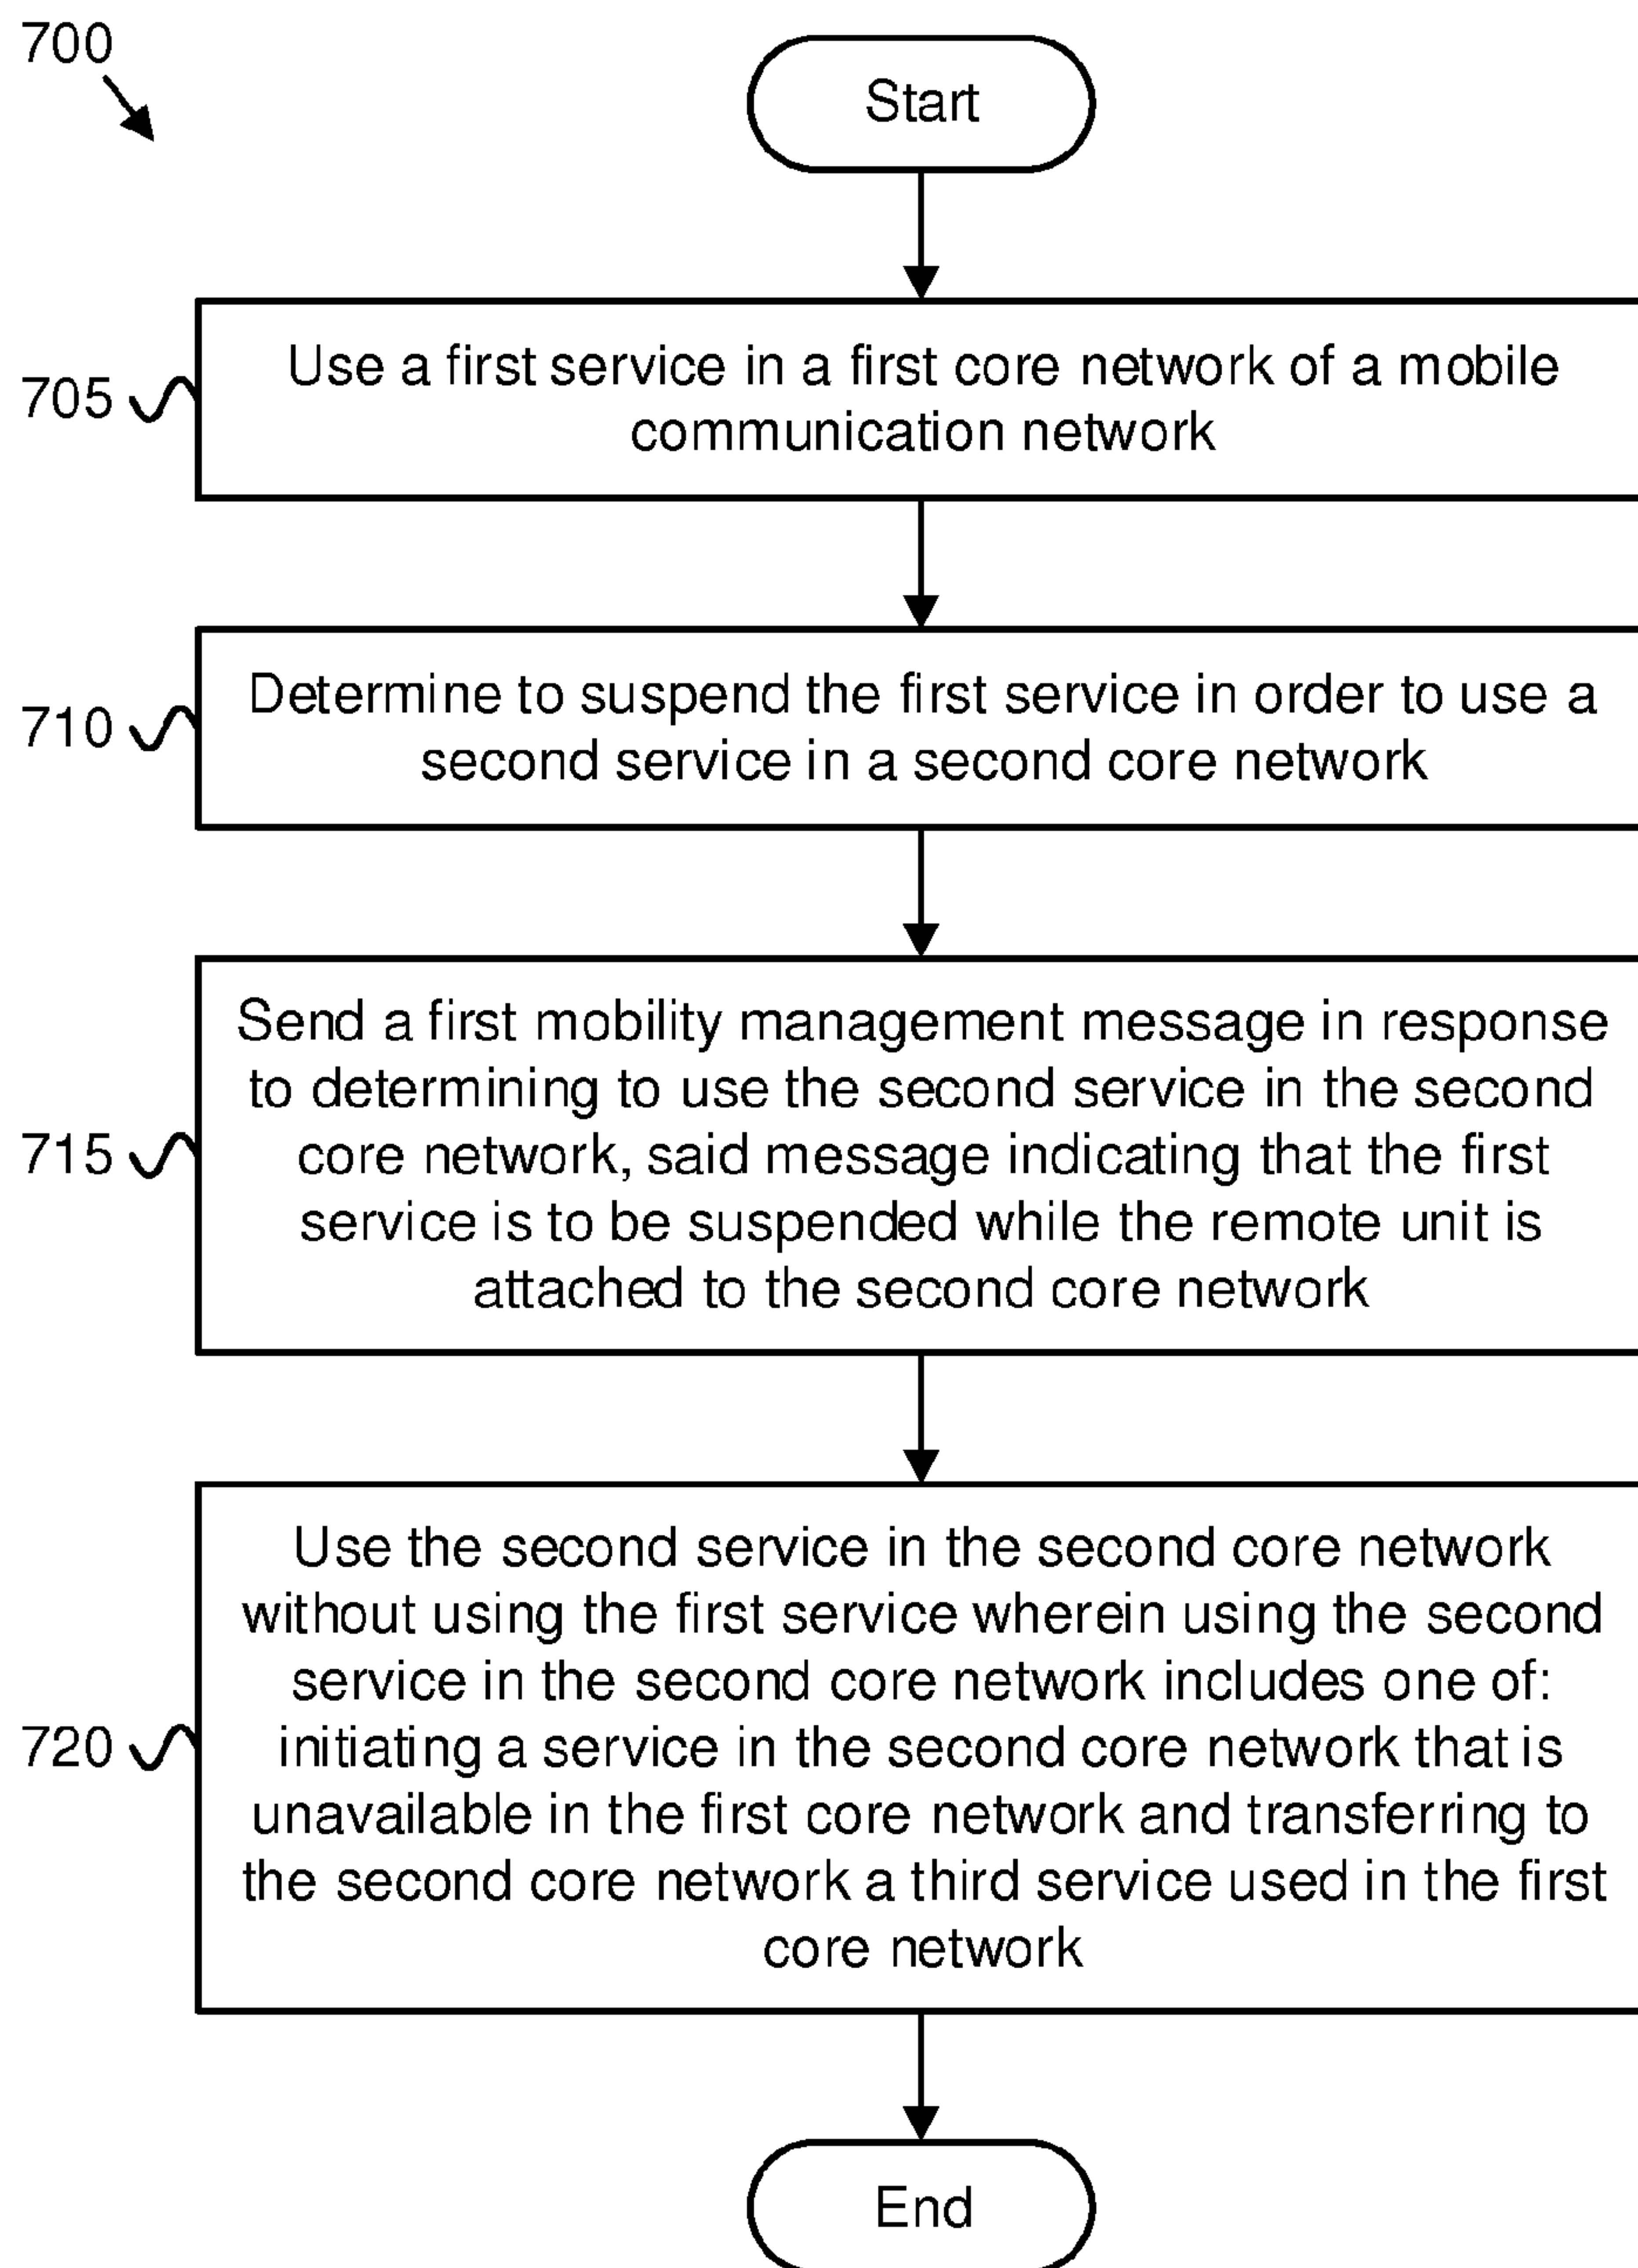 700
Start
705
Use a first service in a first core network of a mobile
communication network
710
Determine to suspend the first service in order to use a
second service in a second core network
715
Send a first mobility management message in response
to determining to use the second service in the second
core network, said message indicating that the first
service is to be suspended while the remote unit is
attached to the second core network
720
Use the second service in the second core network
without using the first service wherein using the second
service in the second core network includes one of:
initiating a service in the second core network that is
unavailable in the first core network and transferring to
the second core network a third service used in the first
core network
End